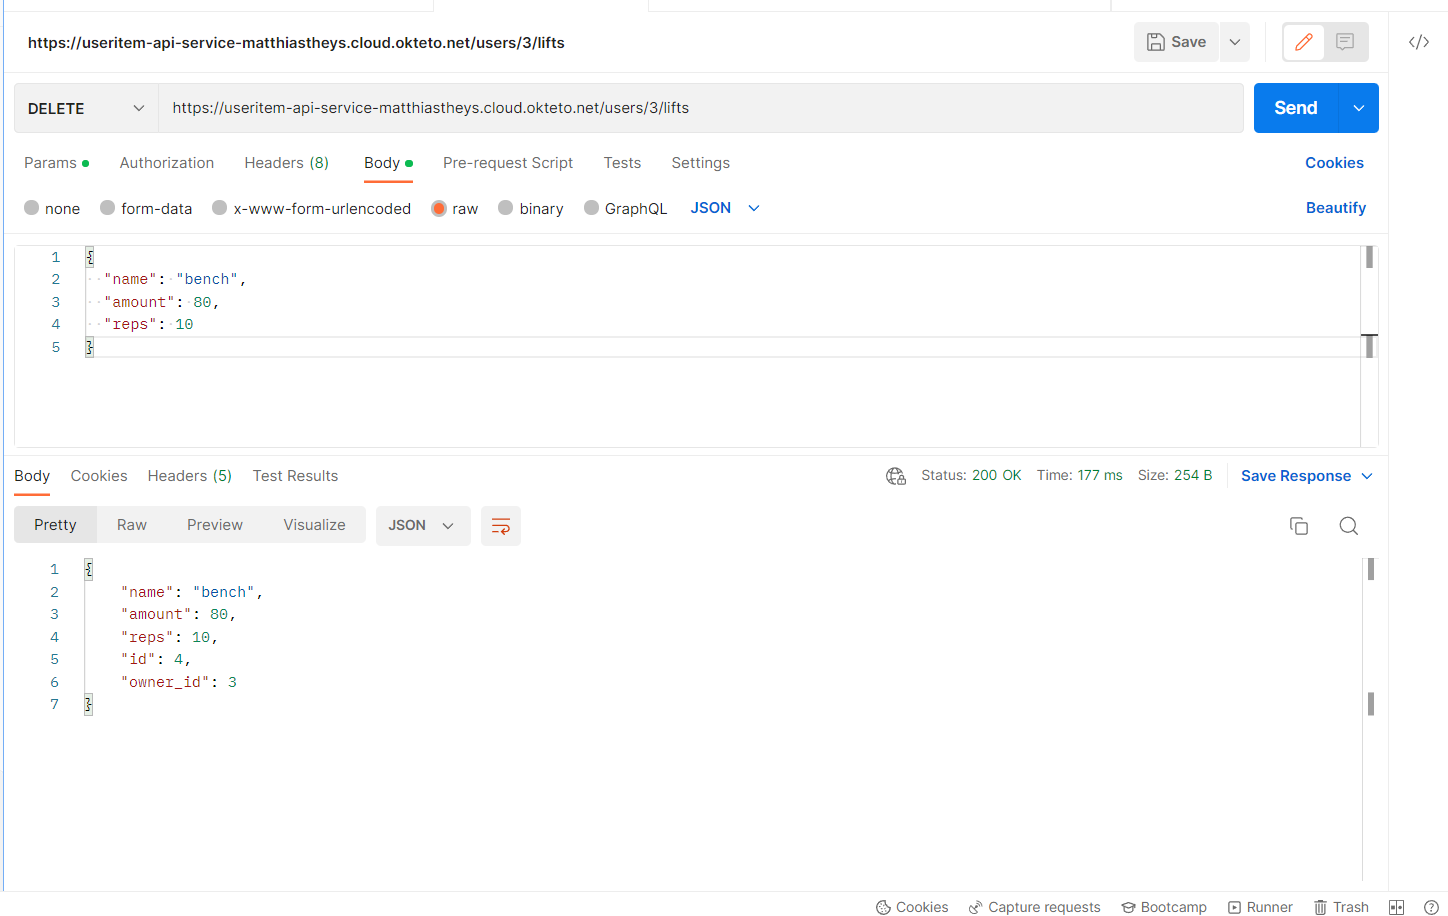 https://useritem-api-service-matthiastheys.cloud.okteto.net/users/3/lifts
Save
DELETE
https://useritem-api-service-matthiastheys.cloud.okteto.net/users/3/lifts
Send
Params
Authorization
Headers (8)
Body
Pre-request Script
Tests
Settings
Cookies
none
form-data
x-www-form-urlencoded
raw
binary
GraphQL
JSON
Beautify
1 {
2 "name": "bench",
3 "amount": 80,
4 "reps": 10
5 }
Body
Cookies
Headers (5)
Test Results
Status: 200 OK
Time: 177 ms
Size: 254 B
Save Response
Pretty
Raw
Preview
Visualize
JSON
1 {
2 "name": "bench",
3 "amount": 80,
4 "reps": 10,
5 "id": 4,
6 "owner_id": 3
7 }
Cookies
Capture requests
Bootcamp
Runner
Trash